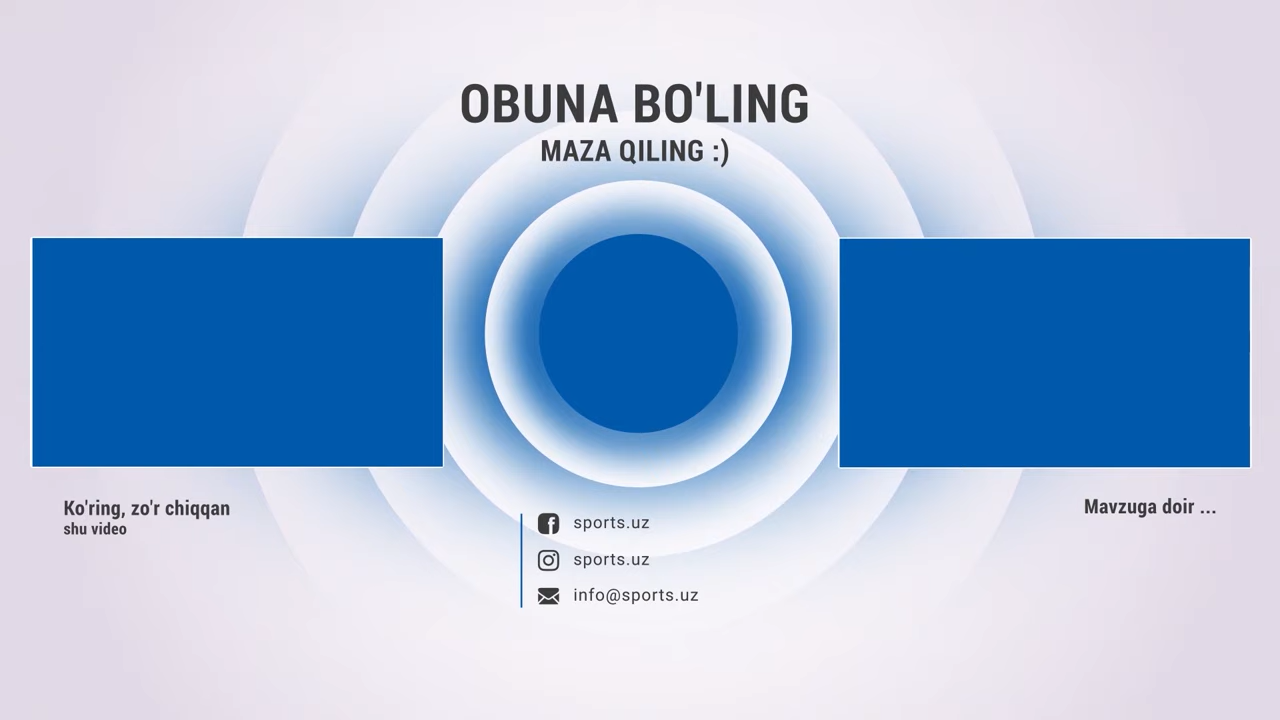 OBUNA BO'LING
MAZA QILING :)
Ko'ring, zo'r chiqqan
shu video
Mavzuga doir ...
sports.uz
sports.uz
info@sports.uz